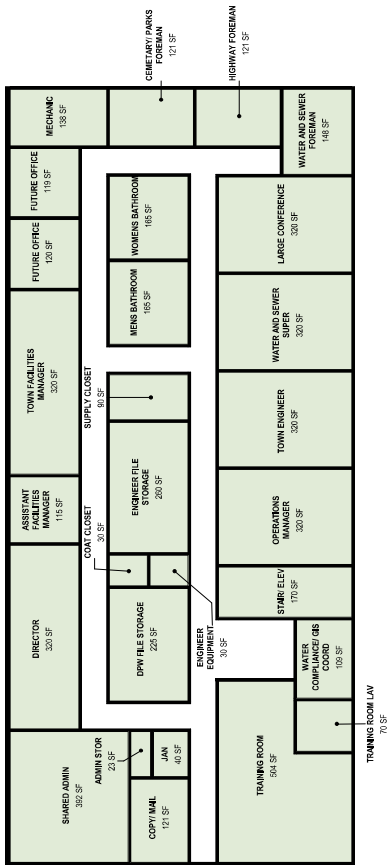 SHARED ADMIN
392 SF
DIRECTOR
320 SF
ASSISTANT
FACILITIES
MANAGER
115 SF
TOWN FACILITIES
MANAGER
320 SF
FUTURE OFFICE
120 SF
FUTURE OFFICE
119 SF
MECHANIC
138 SF
CEMETARY/ PARKS
FOREMAN
121 SF
HIGHWAY FOREMAN
121 SF
COPY/ MAIL
121 SF
ADMIN STOR
23 SF
JAN
40 SF
DPW FILE STORAGE
225 SF
COAT CLOSET
30 SF
ENGINEER
EQUIPMENT
30 SF
ENGINEER FILE
STORAGE
260 SF
SUPPLY CLOSET
90 SF
MENS BATHROOM
165 SF
WOMENS BATHROOM
165 SF
TRAINING ROOM
504 SF
TRAINING ROOM LAV
70 SF
WATER
COMPLIANCE/ GIS
COORD
109 SF
STAIR/ ELEV
170 SF
OPERATIONS
MANAGER
320 SF
TOWN ENGINEER
320 SF
WATER AND SEWER
SUPER
320 SF
LARGE CONFERENCE
320 SF
WATER AND SEWER
FOREMAN
148 SF